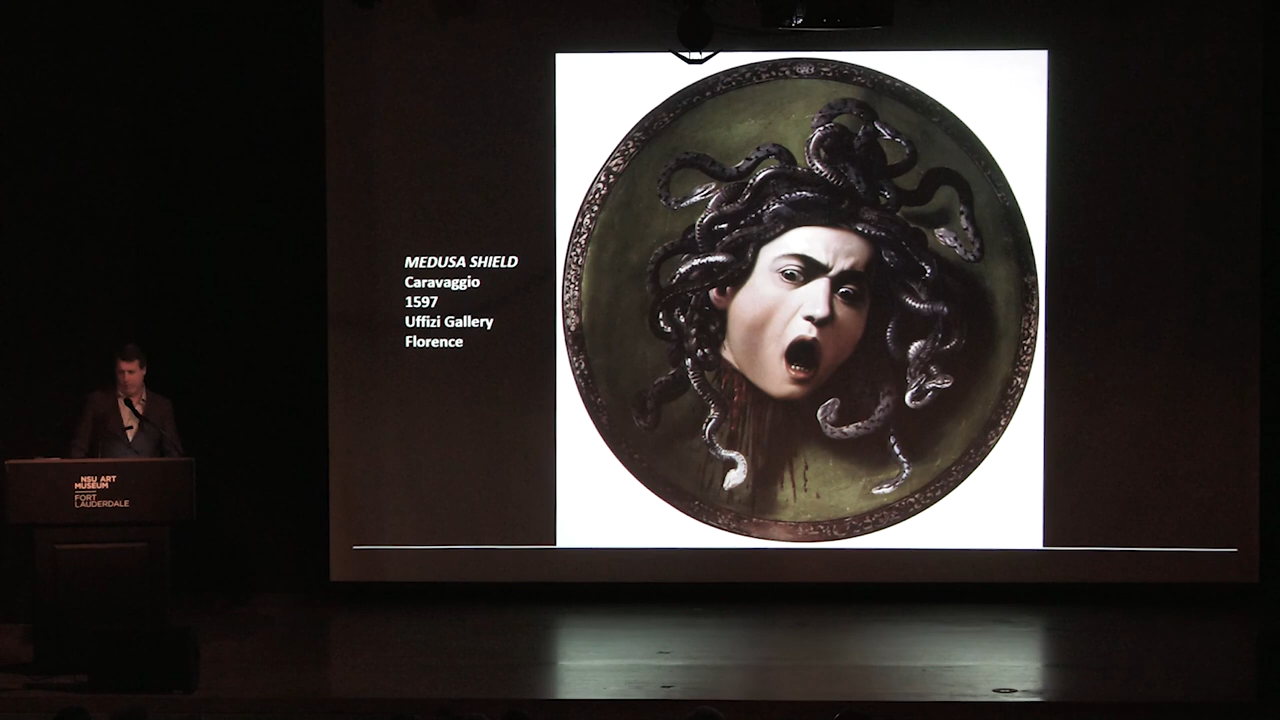 MEDUSA SHIELD
Caravaggio
1597
Uffizi Gallery
Florence
NSU ART
MUSEUM
FORT
LAUDERDALE